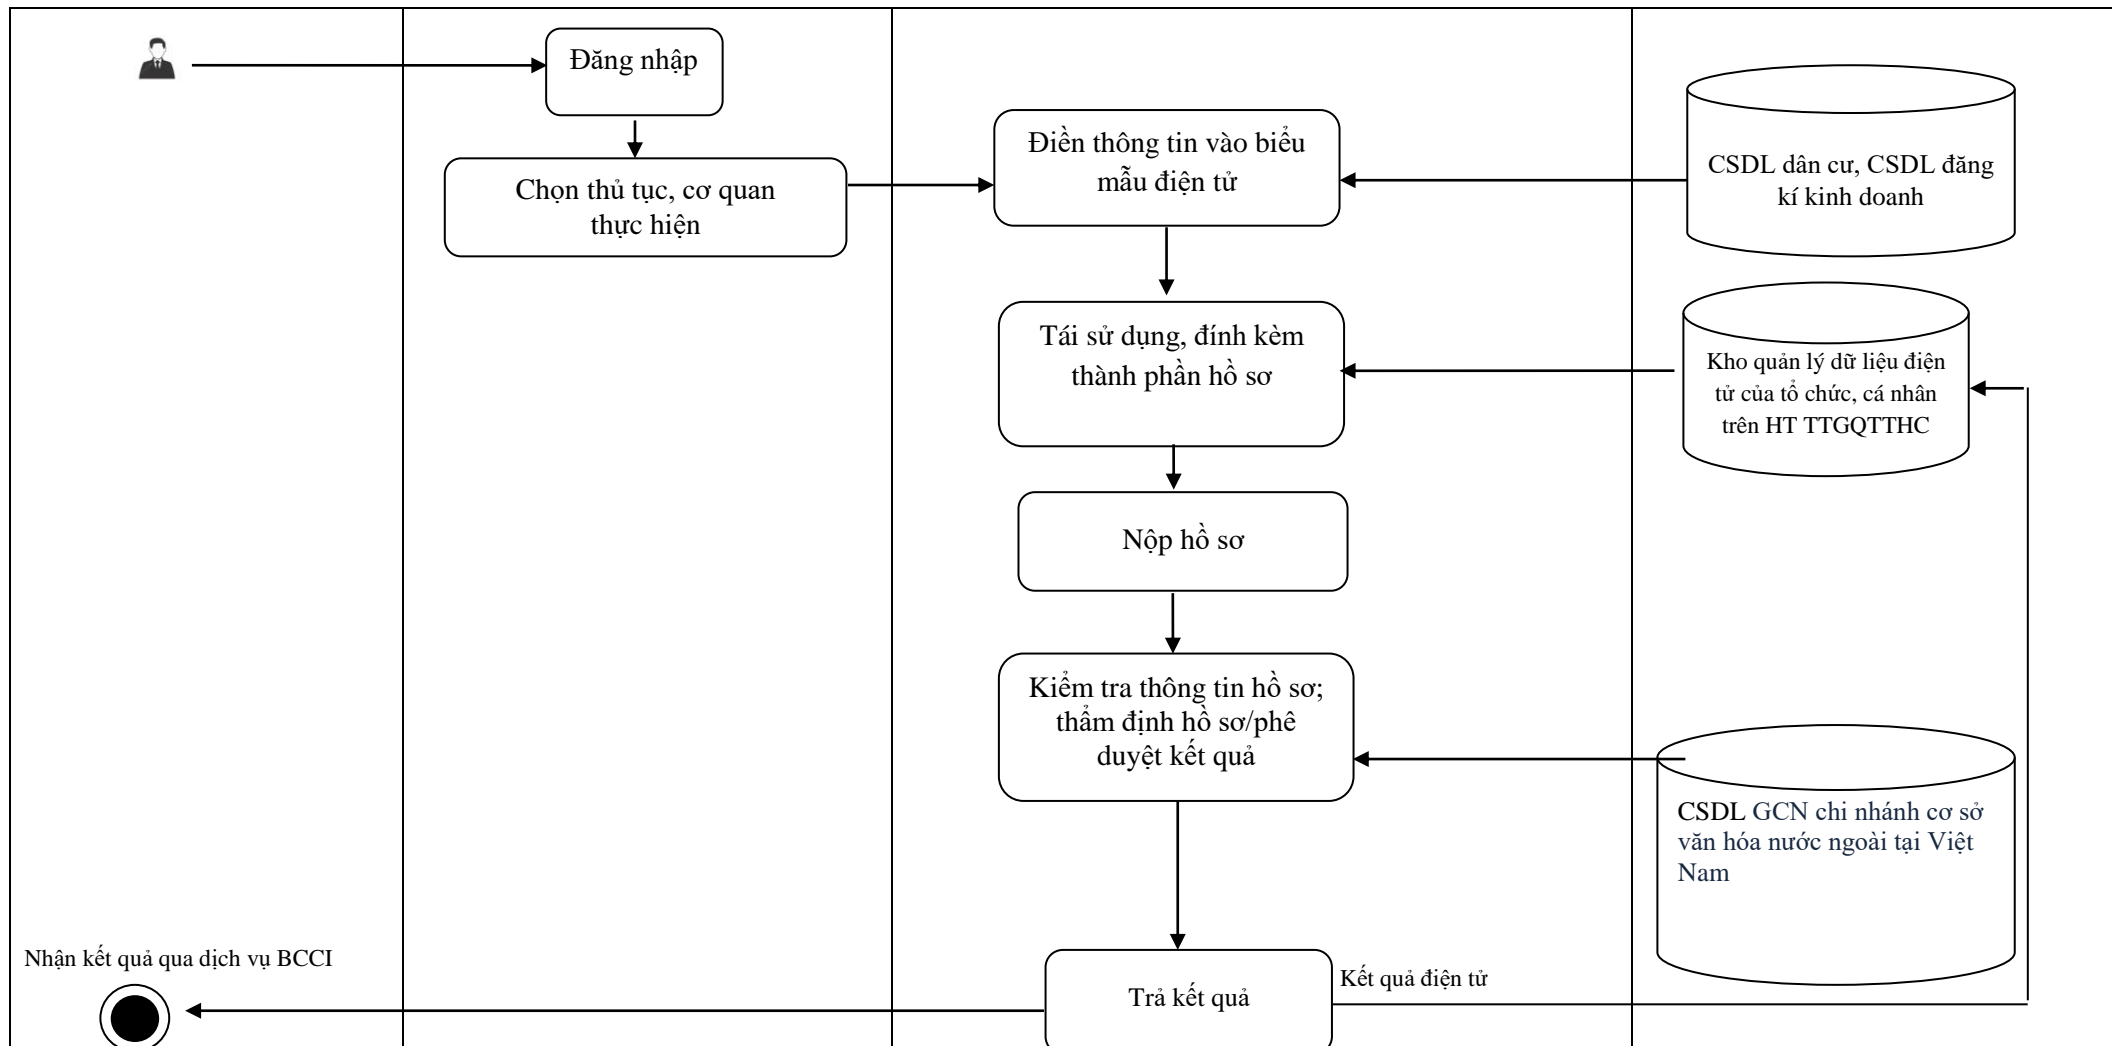 Đăng nhập
Chọn thủ tục, cơ quan
thực hiện
Điền thông tin vào biểu
mẫu điện tử
CSDL dân cư, CSDL đăng
kí kinh doanh
Tái sử dụng, đính kèm
thành phần hồ sơ
Kho quản lý dữ liệu điện
tử của tổ chức, cá nhân
trên HT TTGQTTHC
Nộp hồ sơ
Kiểm tra thông tin hồ sơ;
thẩm định hồ sơ/phê
duyệt kết quả
CSDL GCN chi nhánh cơ sở
văn hóa nước ngoài tại Việt
Nam
Nhận kết quả qua dịch vụ BCCI
Trả kết quả
Kết quả điện tử